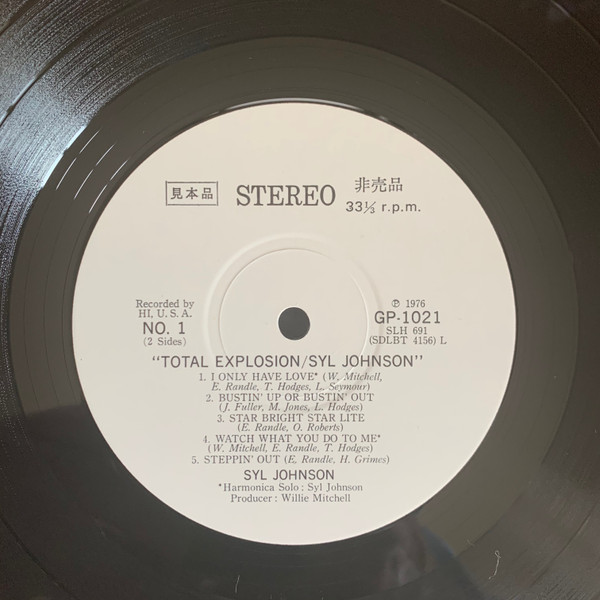 見本品 STEREO 非売品
33⅓ r.p.m.
Recorded by
HI, U. S. A.
NO. 1
(2 Sides)
℗ 1976
GP-1021
SLH 691
(SDLBT 4156) L
"TOTAL EXPLOSION/SYL JOHNSON"
1. I ONLY HAVE LOVE* (W. Mitchell,
E. Randle, T. Hodges, L. Seymour)
2. BUSTIN' UP OR BUSTIN' OUT
(J. Fuller, M. Jones, L. Hodges)
3. STAR BRIGHT STAR LITE
(E. Randle, O. Roberts)
4. WATCH WHAT YOU DO TO ME*
(W. Mitchell, E. Randle, T. Hodges)
5. STEPPIN' OUT (E. Randle, H. Grimes)
SYL JOHNSON
*Harmonica Solo : Syl Johnson
Producer : Willie Mitchell